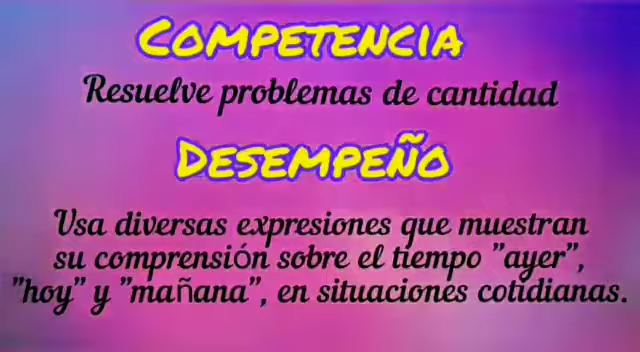 COMPETENCIA
Resuelve problemas de cantidad
DESEMPEÑO
Usa diversas expresiones que muestran
su comprensión sobre el tiempo "ayer",
"hoy" y "mañana", en situaciones cotidianas.